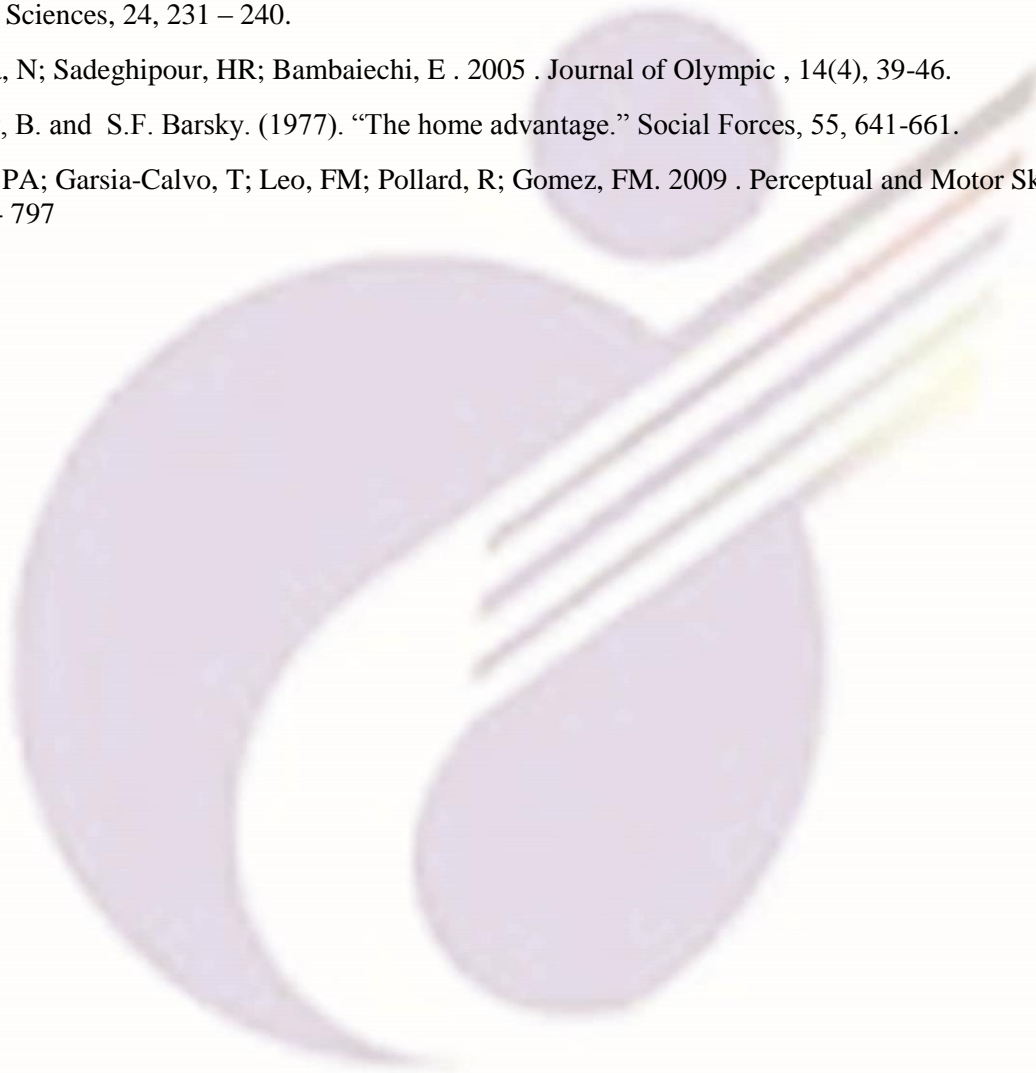 Sciences, 24, 231 – 240.
, N; Sadeghipour, HR; Bambaiechi, E . 2005 . Journal of Olympic , 14(4), 39-46.
, B. and S.F. Barsky. (1977). “The home advantage.” Social Forces, 55, 641-661.
PA; Garsia-Calvo, T; Leo, FM; Pollard, R; Gomez, FM. 2009 . Perceptual and Motor Sk
- 797